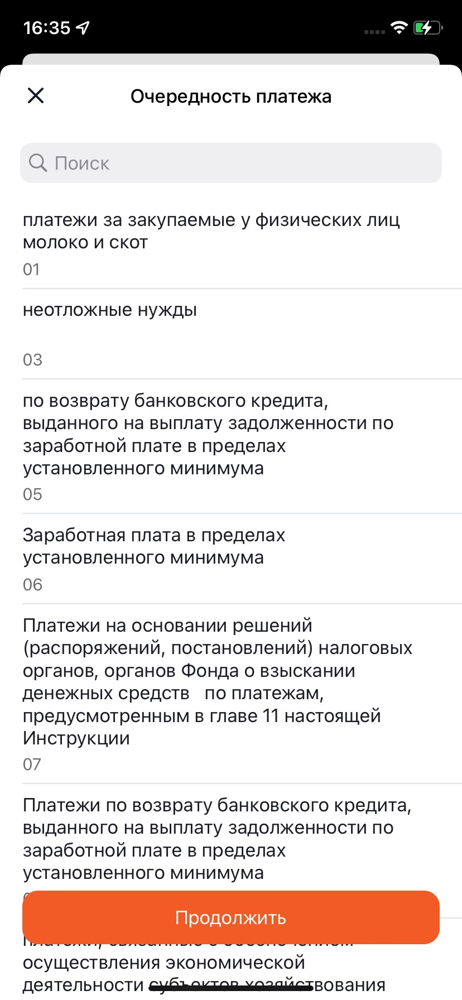 16:35
Очередность платежа
Поиск
платежи за закупаемые у физических лиц
молоко и скот
01
неотложные нужды
03
по возврату банковского кредита,
выданного на выплату задолженности по
заработной плате в пределах
установленного минимума
05
Заработная плата в пределах
установленного минимума
06
Платежи на основании решений
(распоряжений, постановлений) налоговых
органов, органов Фонда о взыскании
денежных средств   по платежам,
предусмотренным в главе 11 настоящей
Инструкции
07
Платежи по возврату банковского кредита,
выданного на выплату задолженности по
заработной плате в пределах
установленного минимума
Продолжить
осуществления экономической
деятельности субъектов хозяйствования